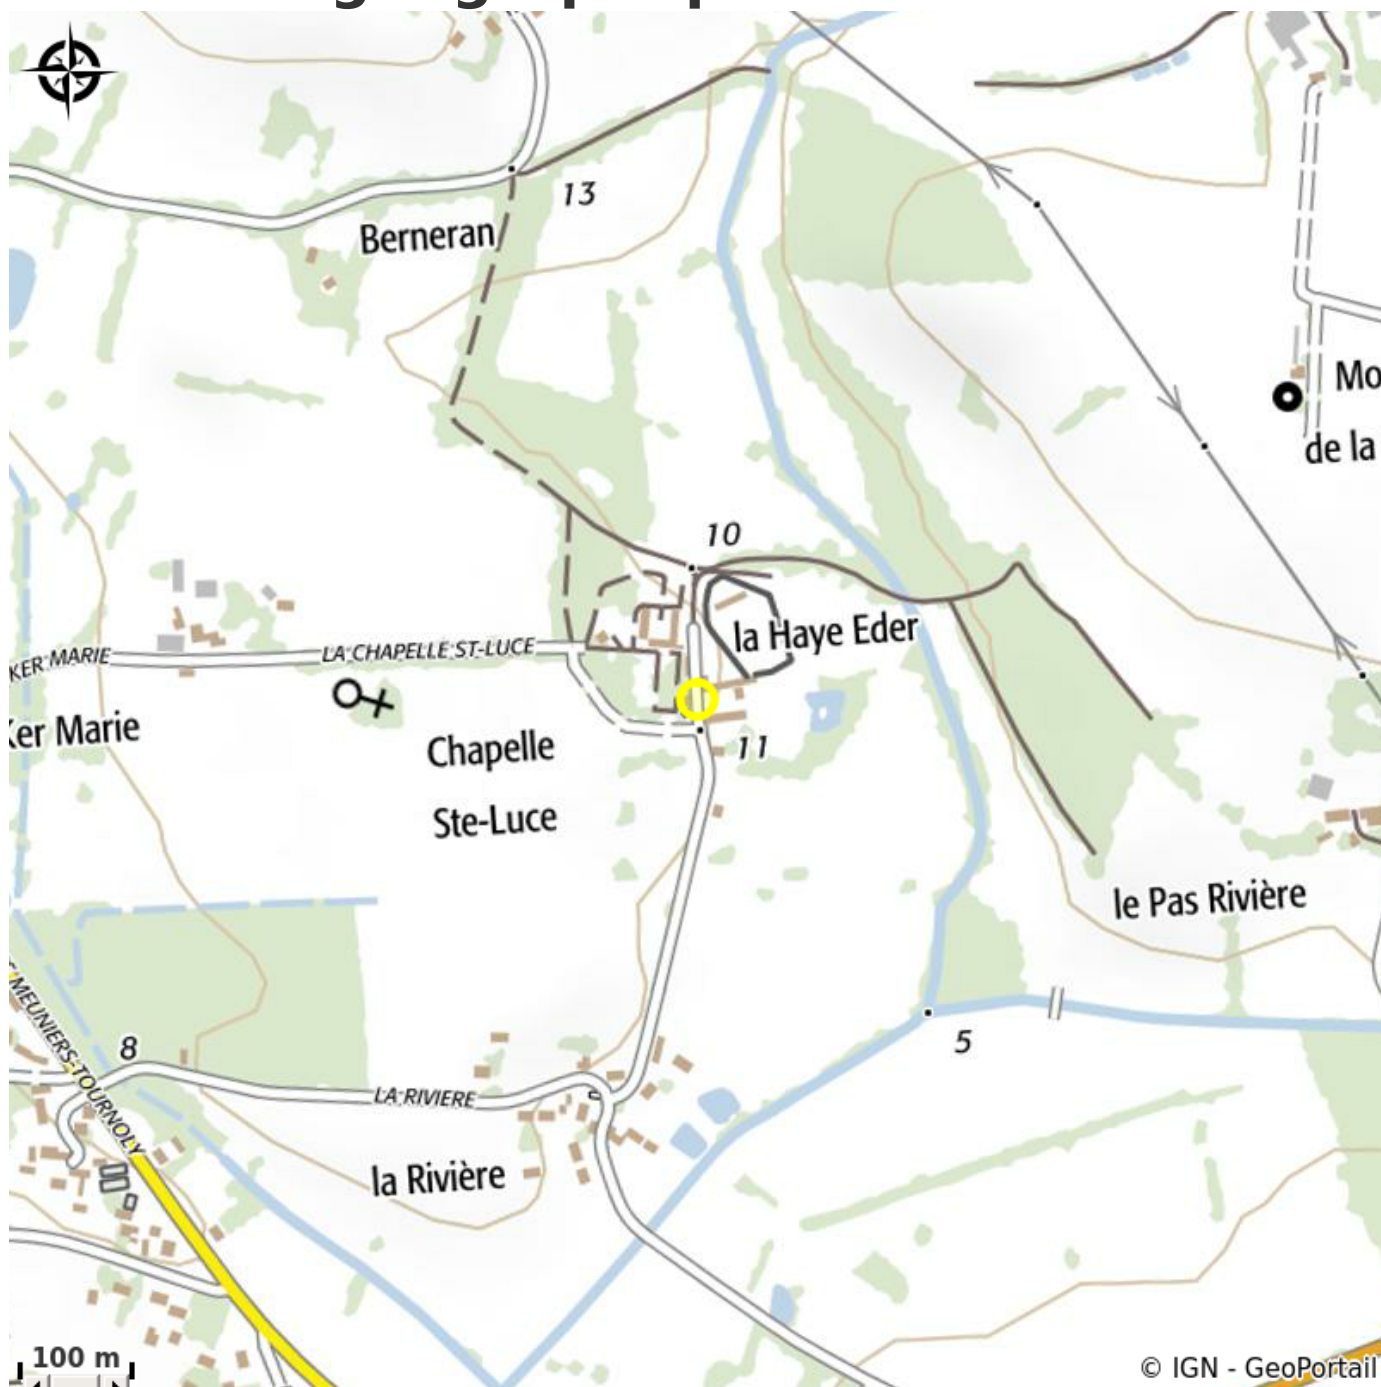 13
Berneran
Mo
de la
10
la Haye Eder
LA CHAPELLE ST-LUCE
KER MARIE
Ker Marie
Chapelle
Ste-Luce
11
le Pas Rivière
MEUNIERS-TOURNOLY
8
5
LA RIVIERE
la Rivière
100 m
© IGN - GeoPortail